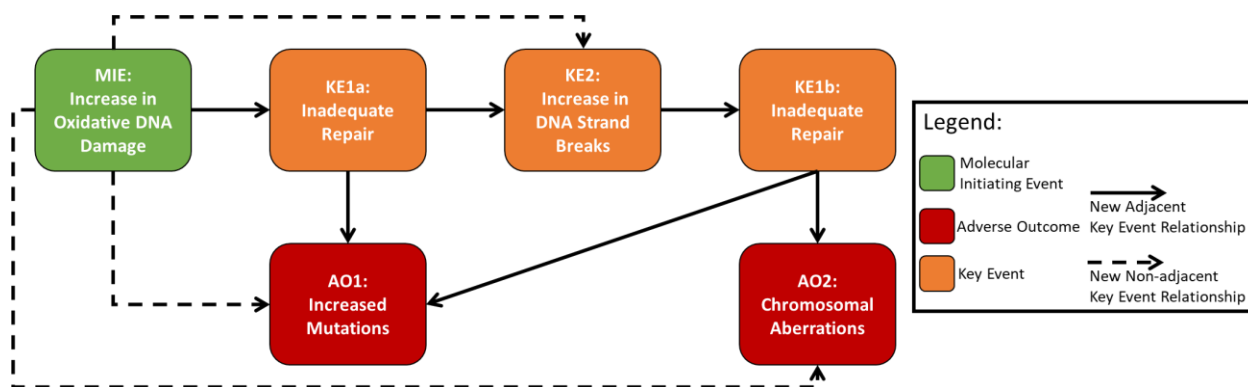 MIE:
Increase in
Oxidative DNA
Damage
KE1a:
Inadequate
Repair
KE2:
Increase in
DNA Strand
Breaks
KE1b:
Inadequate
Repair
AO1:
Increased
Mutations
AO2:
Chromosomal
Aberrations
Legend:
Molecular
Initiating Event
Adverse Outcome
Key Event
New Adjacent
Key Event Relationship
New Non-adjacent
Key Event Relationship